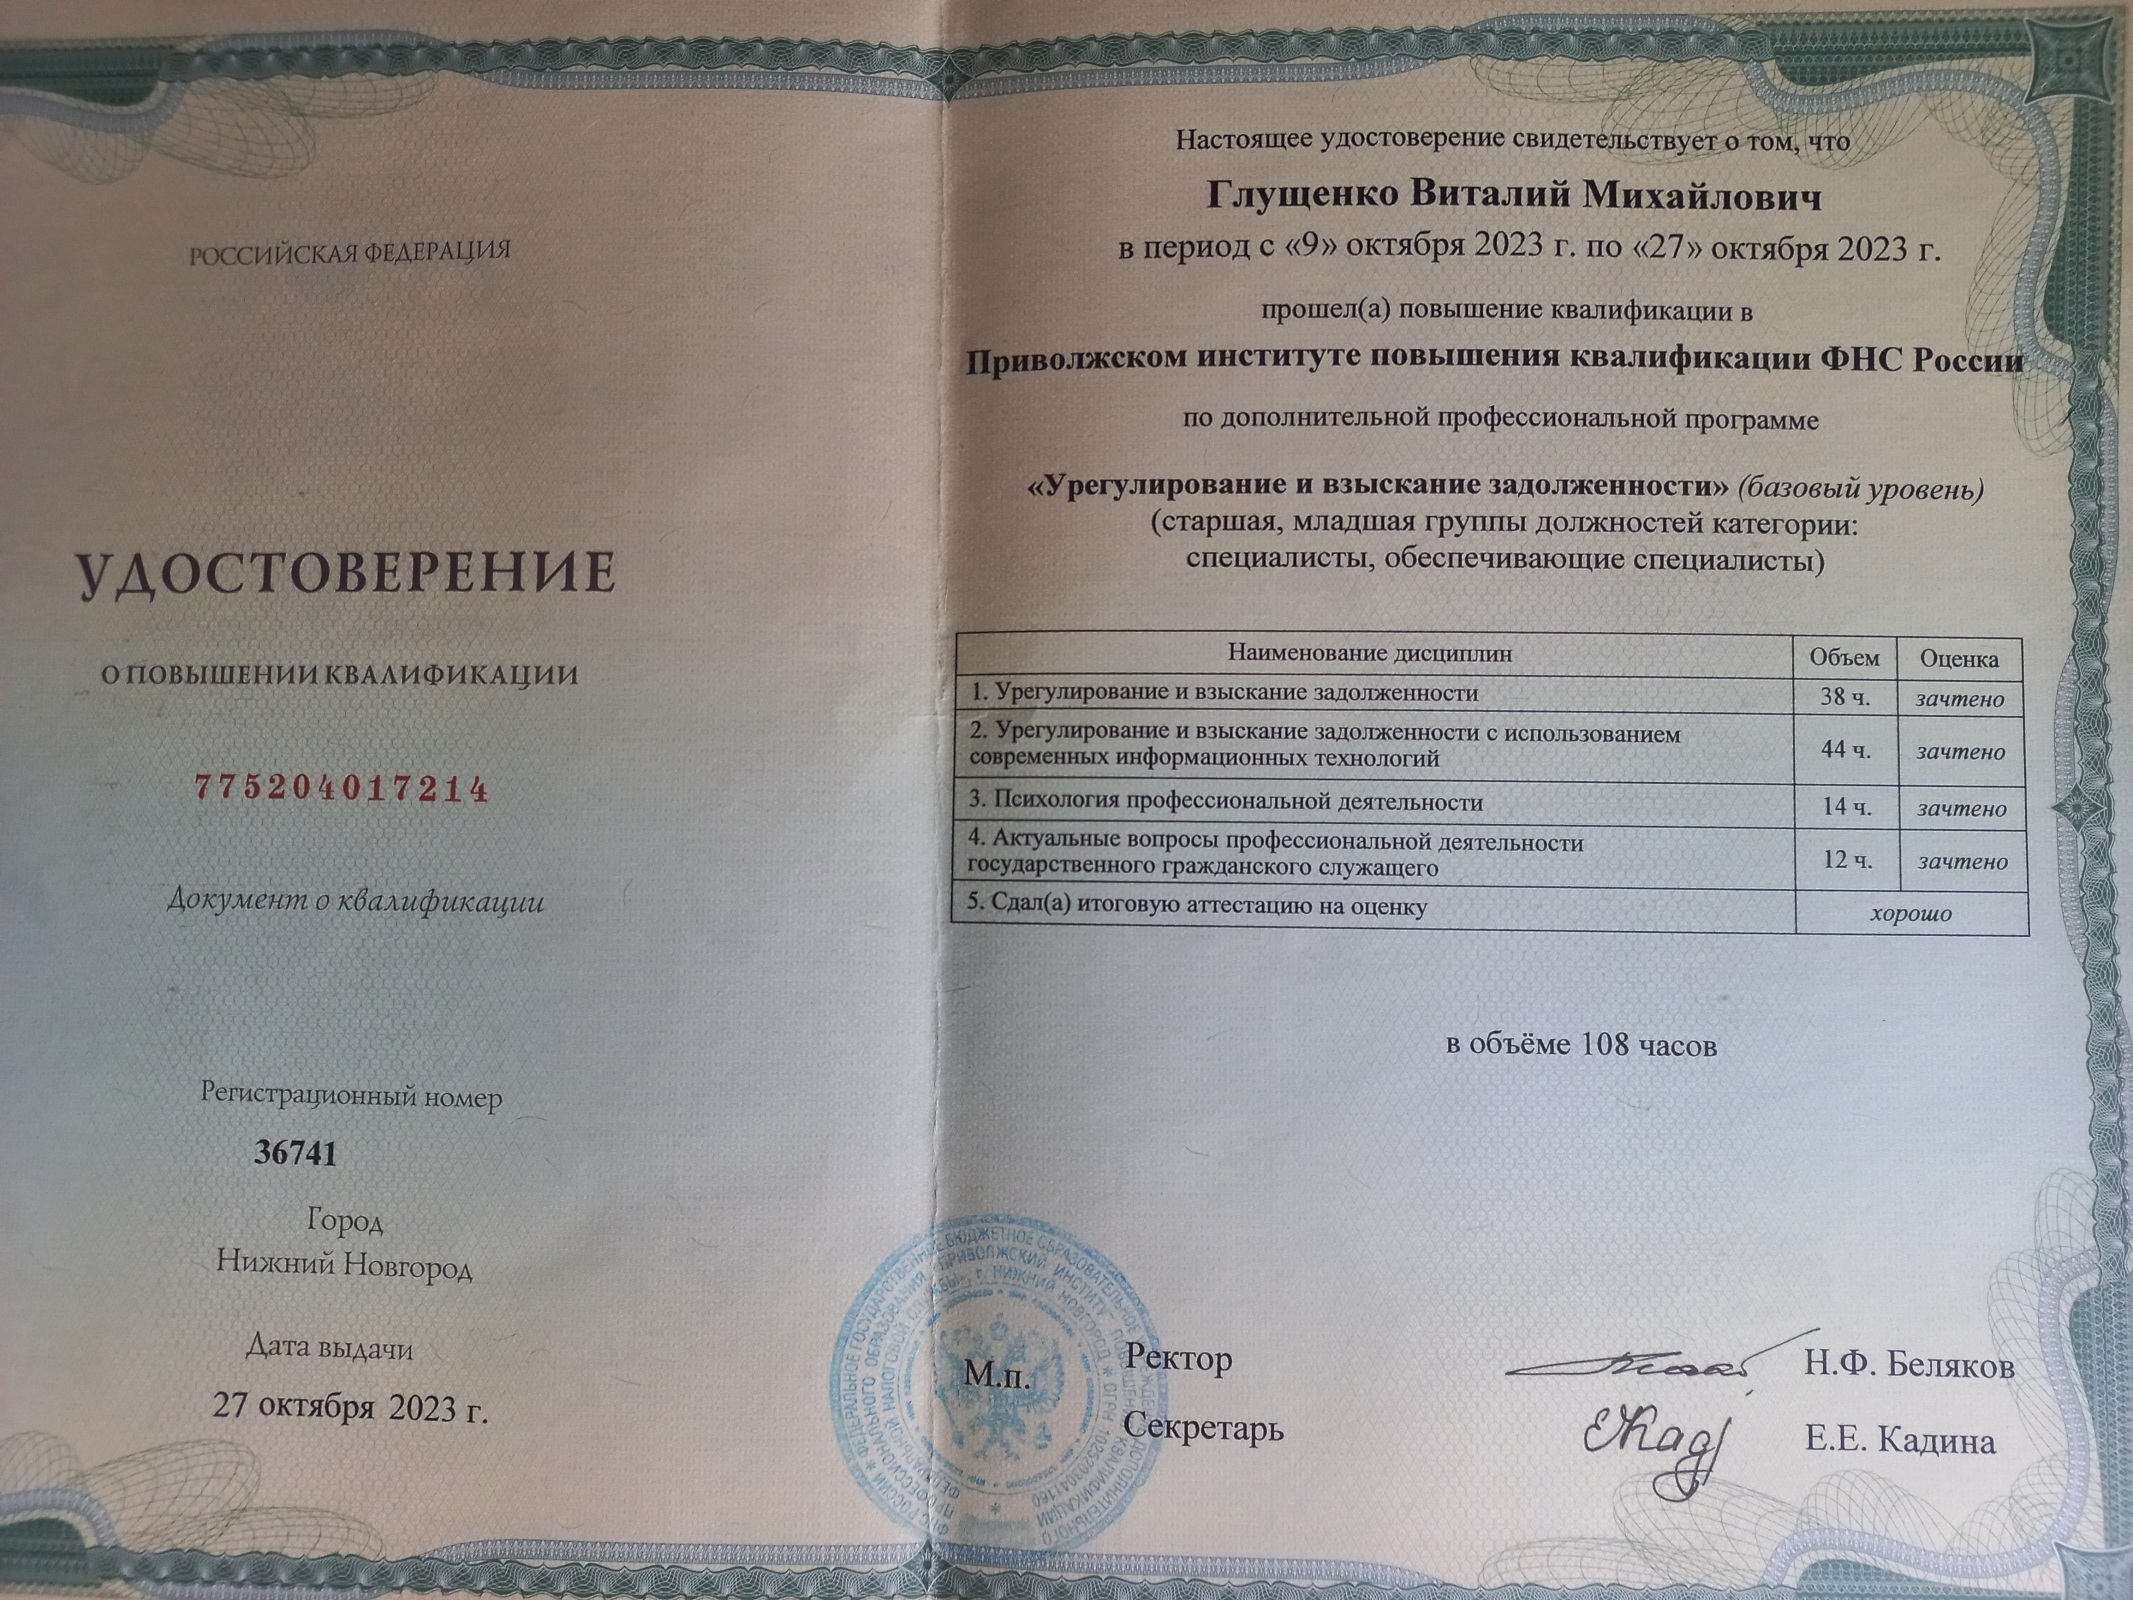 РОССИЙСКАЯ ФЕДЕРАЦИЯ
УДОСТОВЕРЕНИЕ
О ПОВЫШЕНИИ КВАЛИФИКАЦИИ
775204017214
Документ о квалификации
Регистрационный номер
36741
Город
Нижний Новгород
Дата выдачи
27 октября 2023 г.
Настоящее удостоверение свидетельствует о том, что
Глущенко Виталий Михайлович
в период с «9» октября 2023 г. по «27» октября 2023 г.
прошел(а) повышение квалификации в
Приволжском институте повышения квалификации ФНС России
по дополнительной профессиональной программе
«Урегулирование и взыскание задолженности» (базовый уровень)
(старшая, младшая группы должностей категории:
специалисты, обеспечивающие специалисты)
Наименование дисциплин Объем Оценка
1. Урегулирование и взыскание задолженности 38 ч. зачтено
2. Урегулирование и взыскание задолженности с использованием
современных информационных технологий 44 ч. зачтено
3. Психология профессиональной деятельности 14 ч. зачтено
4. Актуальные вопросы профессиональной деятельности
государственного гражданского служащего 12 ч. зачтено
5. Сдал(а) итоговую аттестацию на оценку хорошо
в объёме 108 часов
М.п.
Ректор Н.Ф. Беляков
Секретарь Е.Е. Кадина